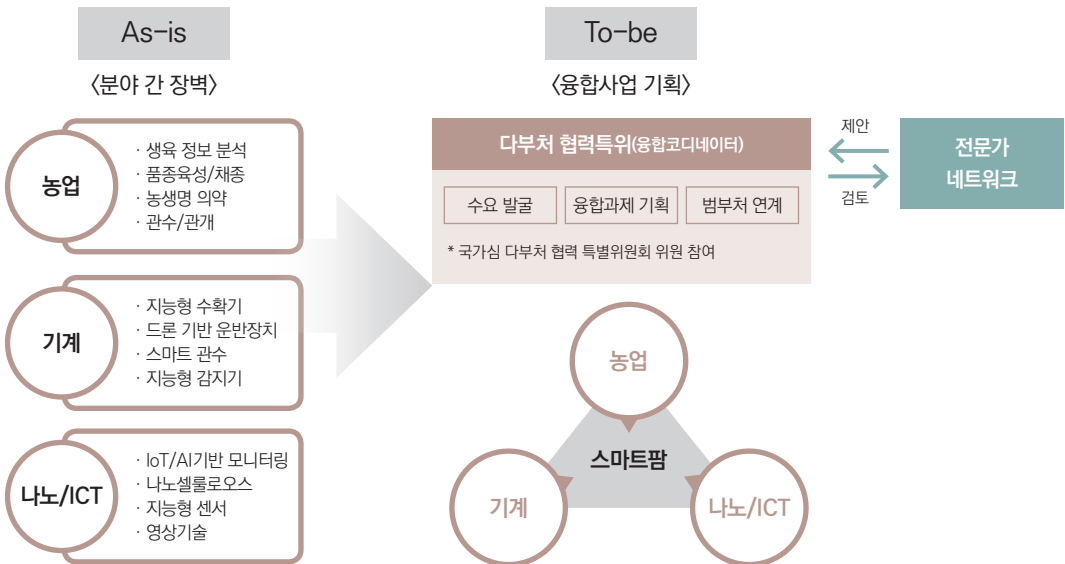 As-is
〈분야 간 장벽〉
농업
· 생육 정보 분석
· 품종육성/채종
· 농생명 의약
· 관수/관개
기계
· 지능형 수확기
· 드론 기반 운반장치
· 스마트 관수
· 지능형 감지기
나노/ICT
· IoT/AI기반 모니터링
· 나노셀룰로오스
· 지능형 센서
· 영상기술
To-be
〈융합사업 기획〉
다부처 협력특위(융합코디네이터)
수요 발굴
융합과제 기획
범부처 연계
* 국가심 다부처 협력 특별위원회 위원 참여
제안
검토
전문가
네트워크
농업
스마트팜
기계
나노/ICT